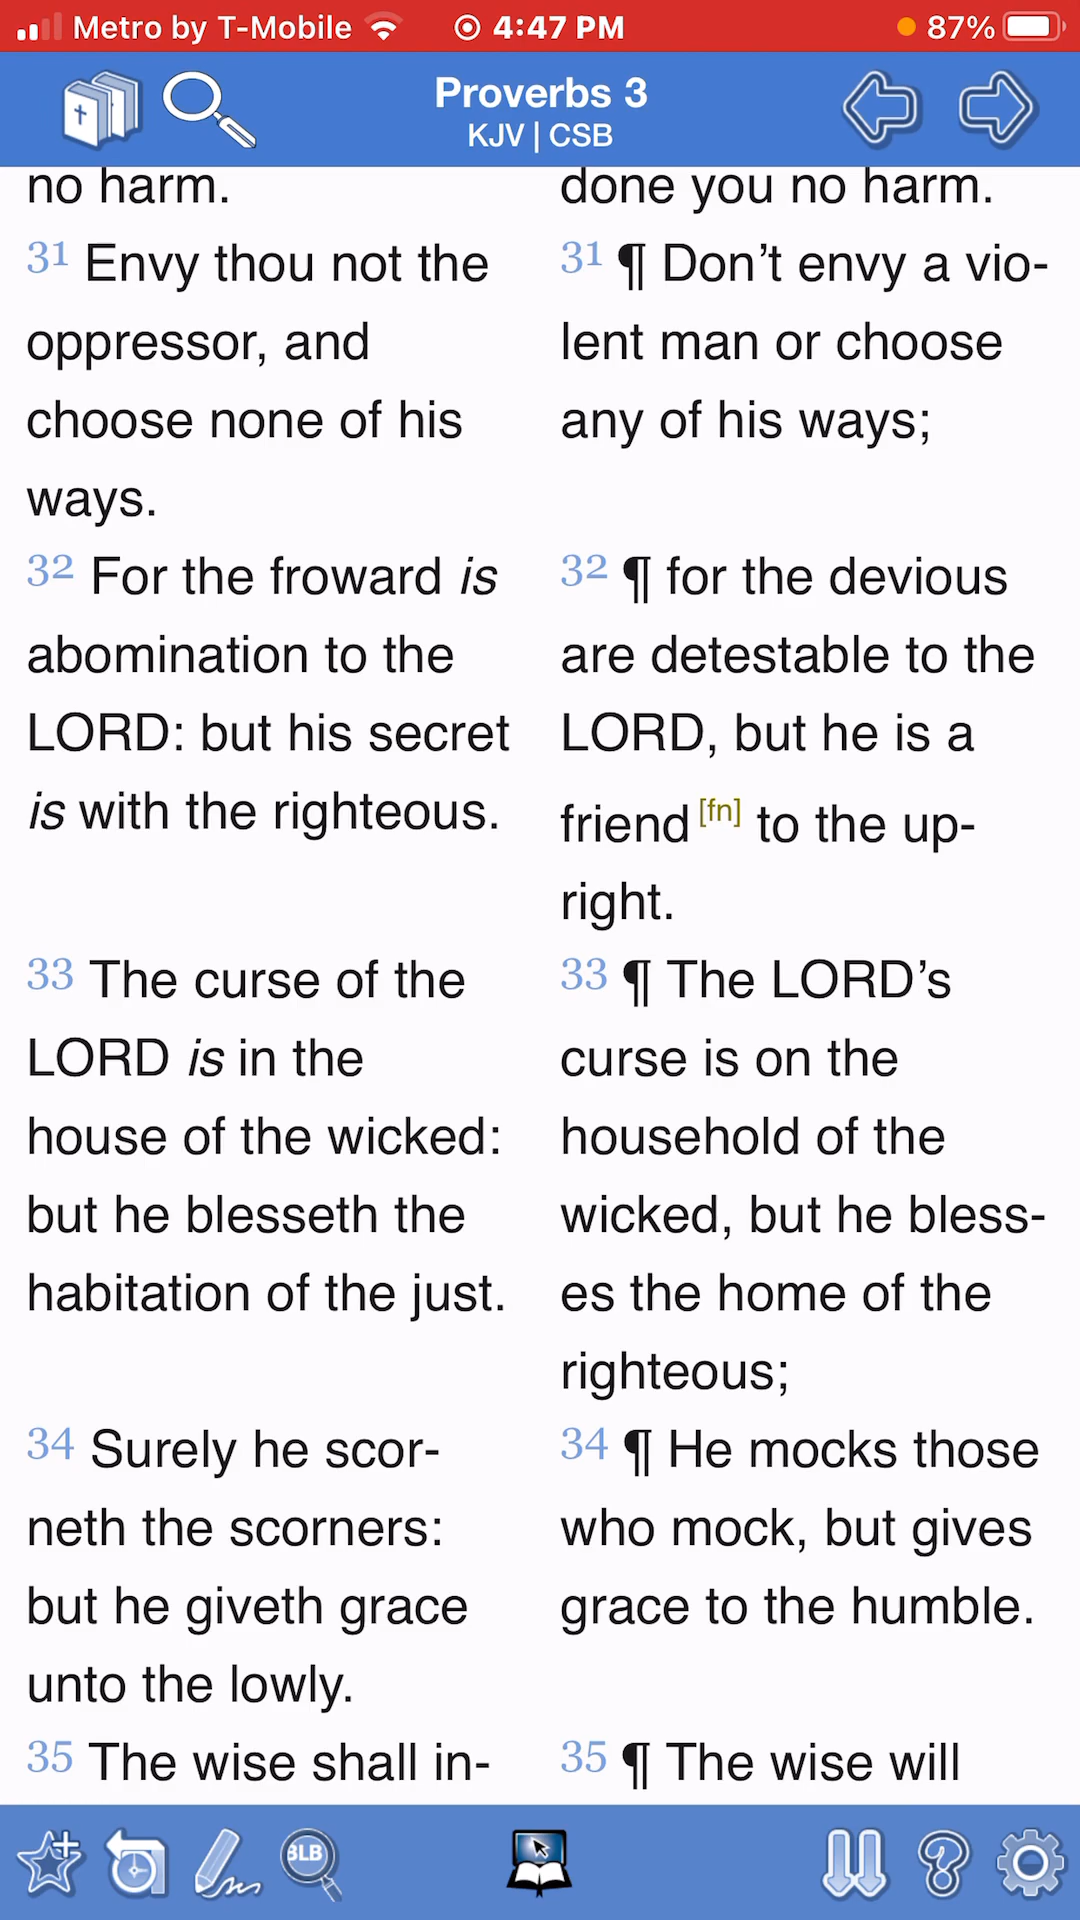 Metro by T-Mobile 4:47 PM 87%
Proverbs 3
KJV | CSB
no harm.
31 Envy thou not the
oppressor, and
choose none of his
ways.
32 For the froward is
abomination to the
LORD: but his secret
is with the righteous.
33 The curse of the
LORD is in the
house of the wicked:
but he blesseth the
habitation of the just.
34 Surely he scor-
neth the scorners:
but he giveth grace
unto the lowly.
35 The wise shall in-
done you no harm.
31 ¶ Don’t envy a vio-
lent man or choose
any of his ways;
32 ¶ for the devious
are detestable to the
LORD, but he is a
friend [fn] to the up-
right.
33 ¶ The LORD’s
curse is on the
household of the
wicked, but he bless-
es the home of the
righteous;
34 ¶ He mocks those
who mock, but gives
grace to the humble.
35 ¶ The wise will
BLB